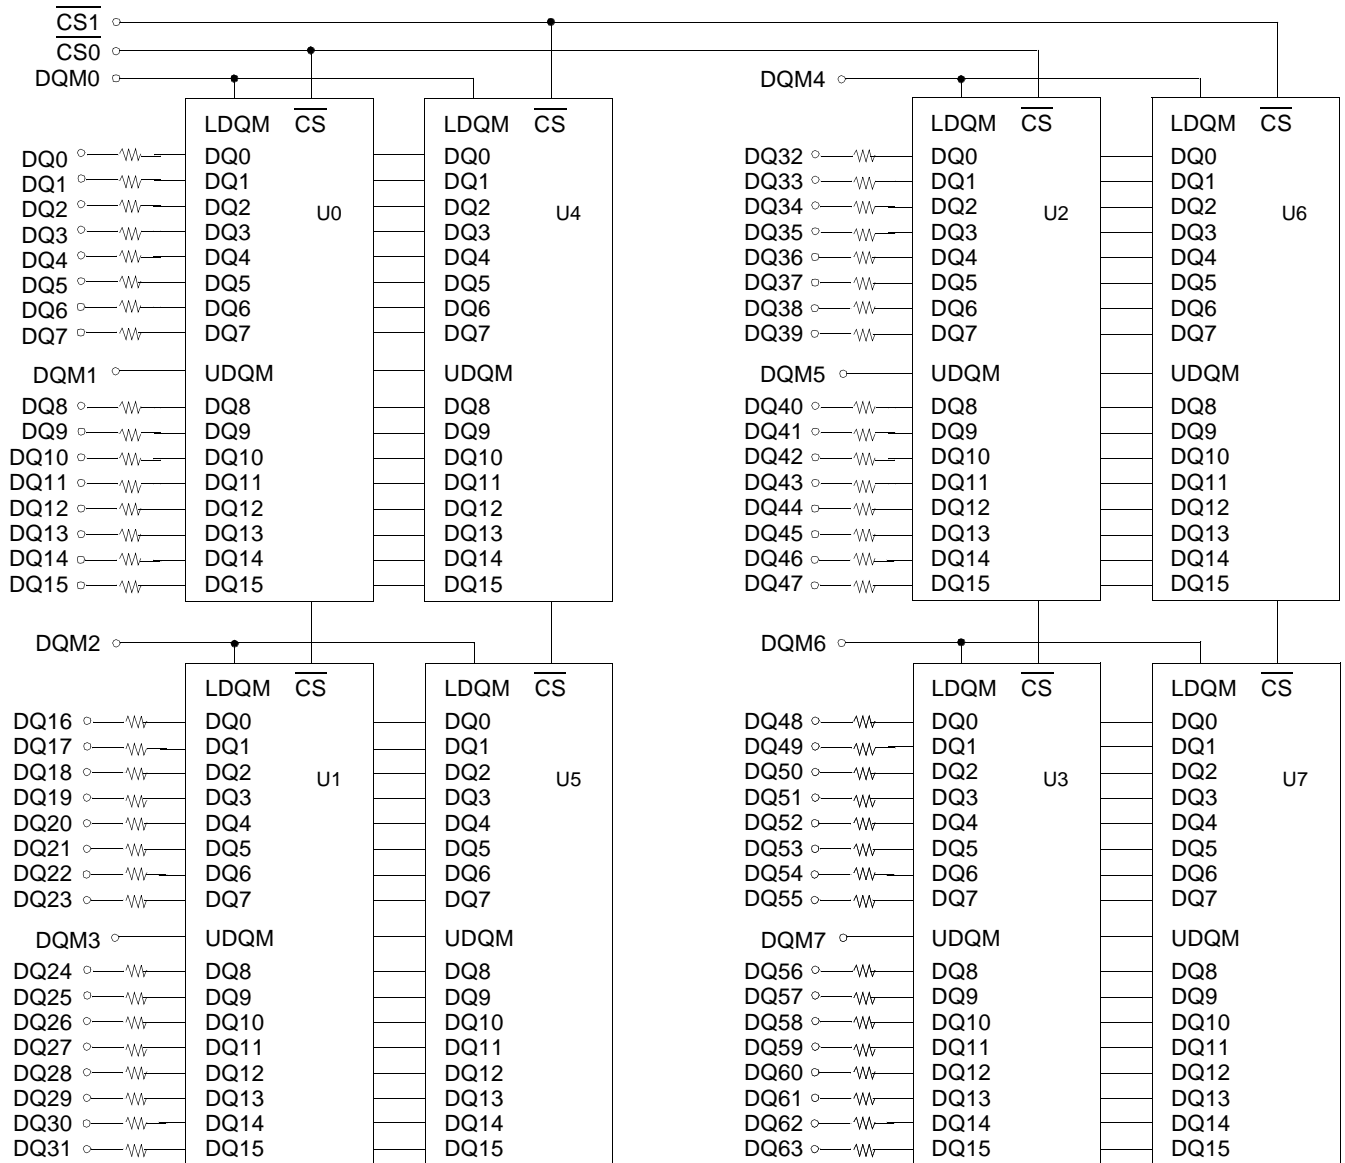 CS1
CS0
DQM0 DQM4
LDQM CS LDQM CS LDQM CS LDQM CS
DQ0 DQ0 DQ0 DQ32 DQ0 DQ0
DQ1 DQ1 DQ1 DQ33 DQ1 DQ1
DQ2 DQ2 U0 DQ2 U4 DQ34 DQ2 U2 DQ2 U6
DQ3 DQ3 DQ3 DQ35 DQ3 DQ3
DQ4 DQ4 DQ4 DQ36 DQ4 DQ4
DQ5 DQ5 DQ5 DQ37 DQ5 DQ5
DQ6 DQ6 DQ6 DQ38 DQ6 DQ6
DQ7 DQ7 DQ7 DQ39 DQ7 DQ7
DQM1 UDQM UDQM DQM5 UDQM UDQM
DQ8 DQ8 DQ8 DQ40 DQ8 DQ8
DQ9 DQ9 DQ9 DQ41 DQ9 DQ9
DQ10 DQ10 DQ10 DQ42 DQ10 DQ10
DQ11 DQ11 DQ11 DQ43 DQ11 DQ11
DQ12 DQ12 DQ12 DQ44 DQ12 DQ12
DQ13 DQ13 DQ13 DQ45 DQ13 DQ13
DQ14 DQ14 DQ14 DQ46 DQ14 DQ14
DQ15 DQ15 DQ15 DQ47 DQ15 DQ15
DQM2 DQM6
LDQM CS LDQM CS LDQM CS LDQM CS
DQ16 DQ0 DQ0 DQ48 DQ0 DQ0
DQ17 DQ1 DQ1 DQ49 DQ1 DQ1
DQ18 DQ2 U1 DQ2 U5 DQ50 DQ2 U3 DQ2 U7
DQ19 DQ3 DQ3 DQ51 DQ3 DQ3
DQ20 DQ4 DQ4 DQ52 DQ4 DQ4
DQ21 DQ5 DQ5 DQ53 DQ5 DQ5
DQ22 DQ6 DQ6 DQ54 DQ6 DQ6
DQ23 DQ7 DQ7 DQ55 DQ7 DQ7
DQM3 UDQM UDQM DQM7 UDQM UDQM
DQ24 DQ8 DQ8 DQ56 DQ8 DQ8
DQ25 DQ9 DQ9 DQ57 DQ9 DQ9
DQ26 DQ10 DQ10 DQ58 DQ10 DQ10
DQ27 DQ11 DQ11 DQ59 DQ11 DQ11
DQ28 DQ12 DQ12 DQ60 DQ12 DQ12
DQ29 DQ13 DQ13 DQ61 DQ13 DQ13
DQ30 DQ14 DQ14 DQ62 DQ14 DQ14
DQ31 DQ15 DQ15 DQ63 DQ15 DQ15